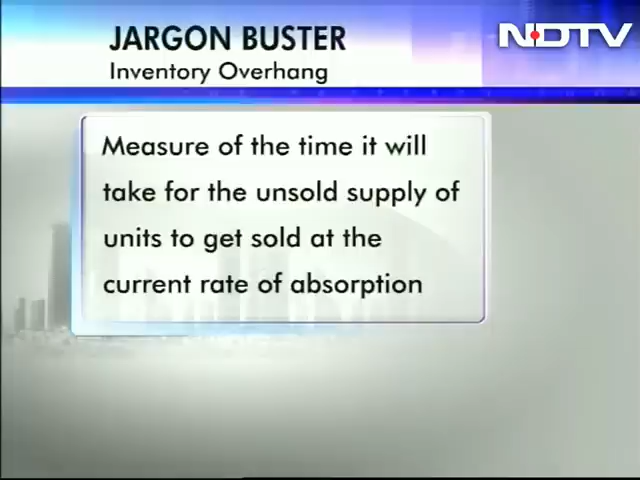 JARGON BUSTER
NDTV
Inventory Overhang
Measure of the time it will
take for the unsold supply of
units to get sold at the
current rate of absorption